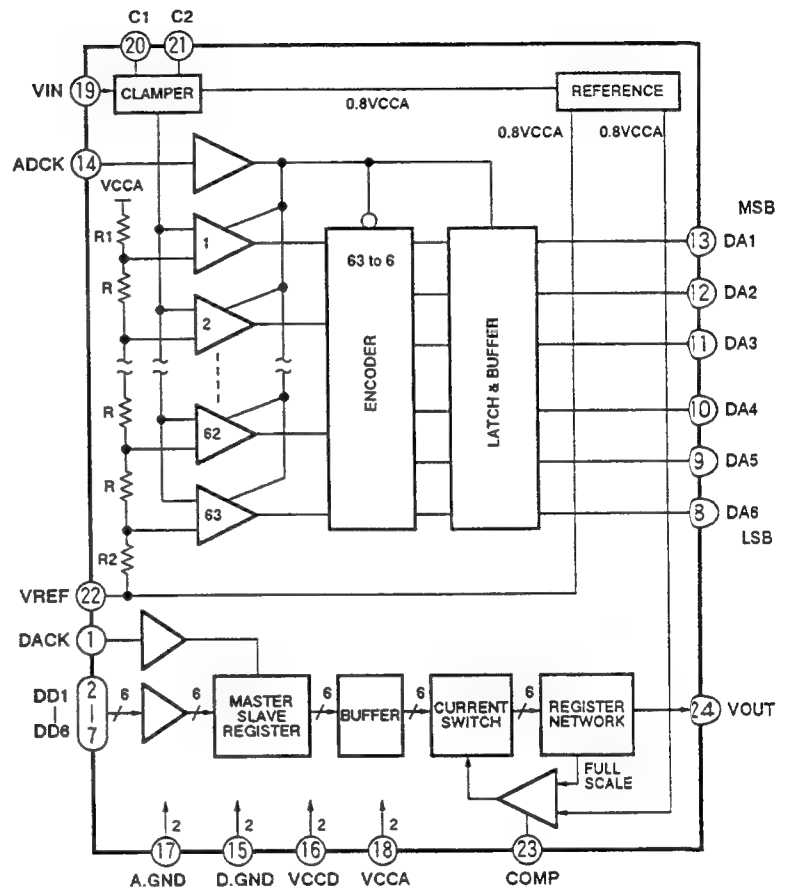 C1 C2
20 21
VIN 19 CLAMPER 0.8VCCA REFERENCE
0.8VCCA 0.8VCCA
ADCK 14
VCCA
MSB
R1 1 63 to 6 13 DA1
R
2 12 DA2
ENCODER
LATCH & BUFFER
11 DA3
R 62 10 DA4
R 9 DA5
63 8 DA6
LSB
R2
VREF 22
DACK 1
DD1 2 6 6 MASTER SLAVE REGISTER 6 BUFFER 6 CURRENT SWITCH 6 REGISTER NETWORK 24 VOUT
DD6 7
FULL
SCALE
2 2 2 2
17 15 16 18 23
A.GND D.GND VCCD VCCA COMP